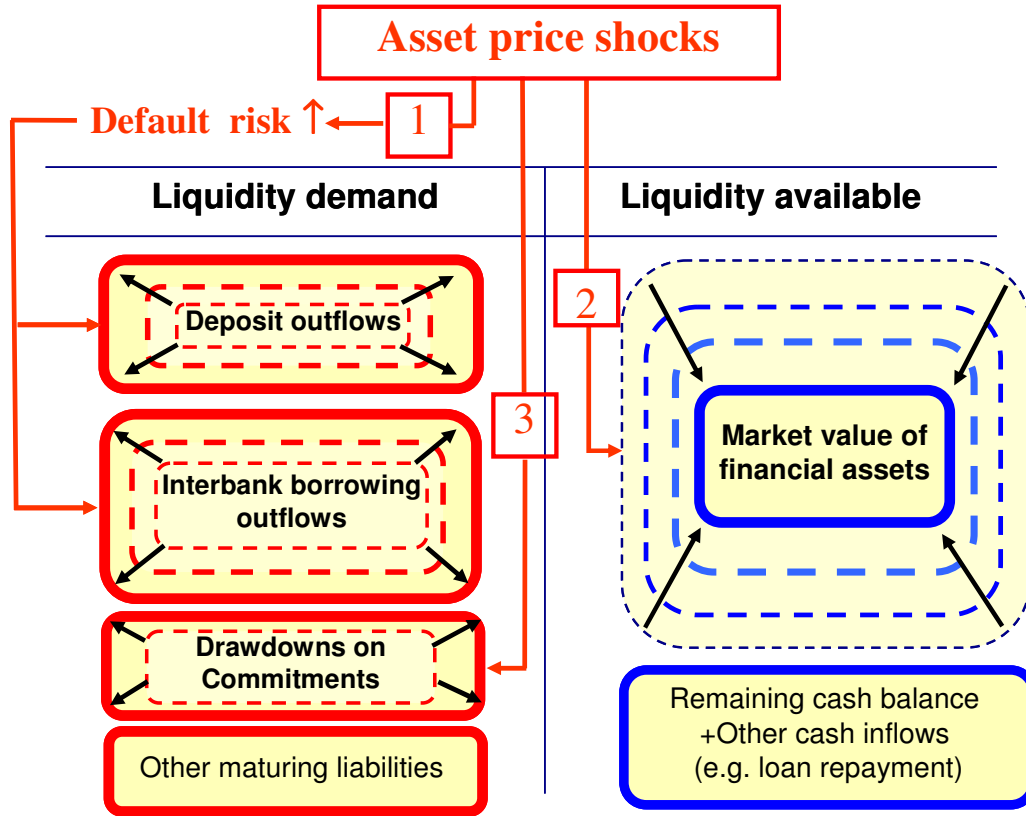 Asset price shocks
Default risk ↑
1
Liquidity demand
Liquidity available
2
Deposit outflows
3
Market value of
financial assets
Interbank borrowing
outflows
Drawdowns on
Commitments
Remaining cash balance
+Other cash inflows
(e.g. loan repayment)
Other maturing liabilities